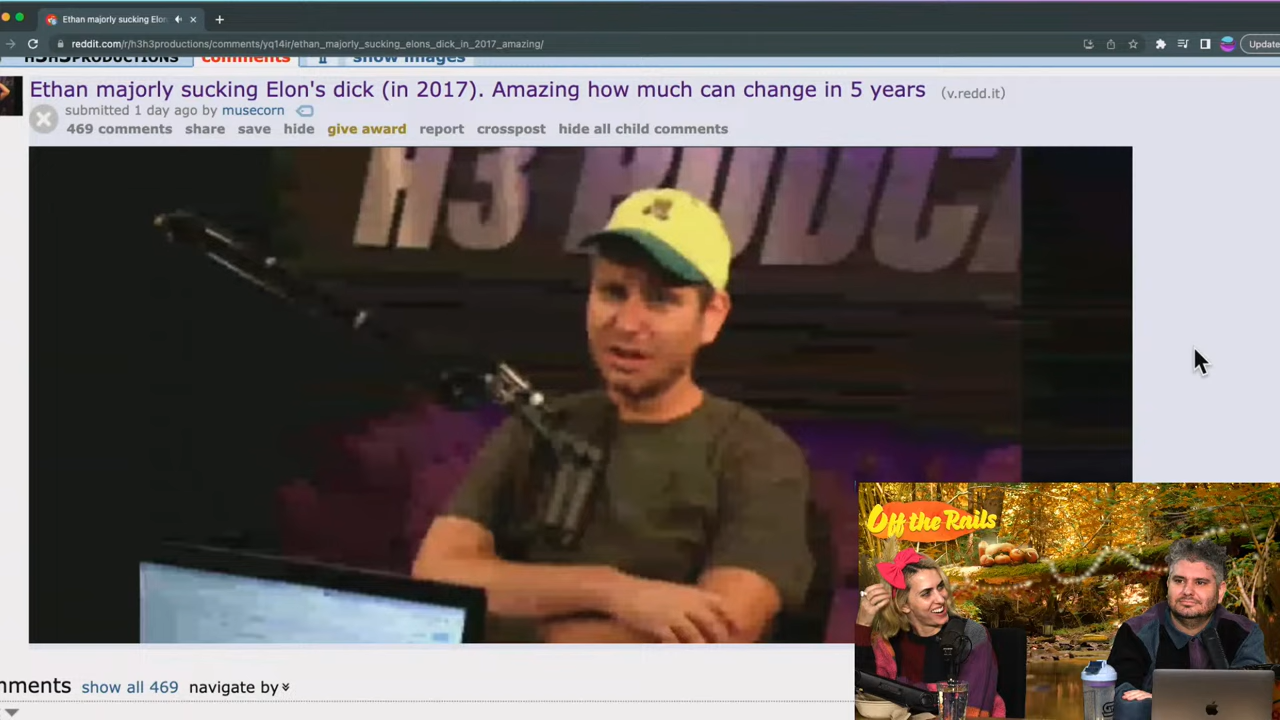 Ethan majorly sucking Elon
reddit.com/r/h3h3productions/comments/yq14ir/ethan_majorly_sucking_elons_dick_in_2017_amazing/
Update
H3H3PRODUCTIONS comments show images
Ethan majorly sucking Elon's dick (in 2017). Amazing how much can change in 5 years (v.redd.it)
submitted 1 day ago by musecorn
469 comments share save hide give award report crosspost hide all child comments
H3 PODC
Off the Rails
mments show all 469 navigate by